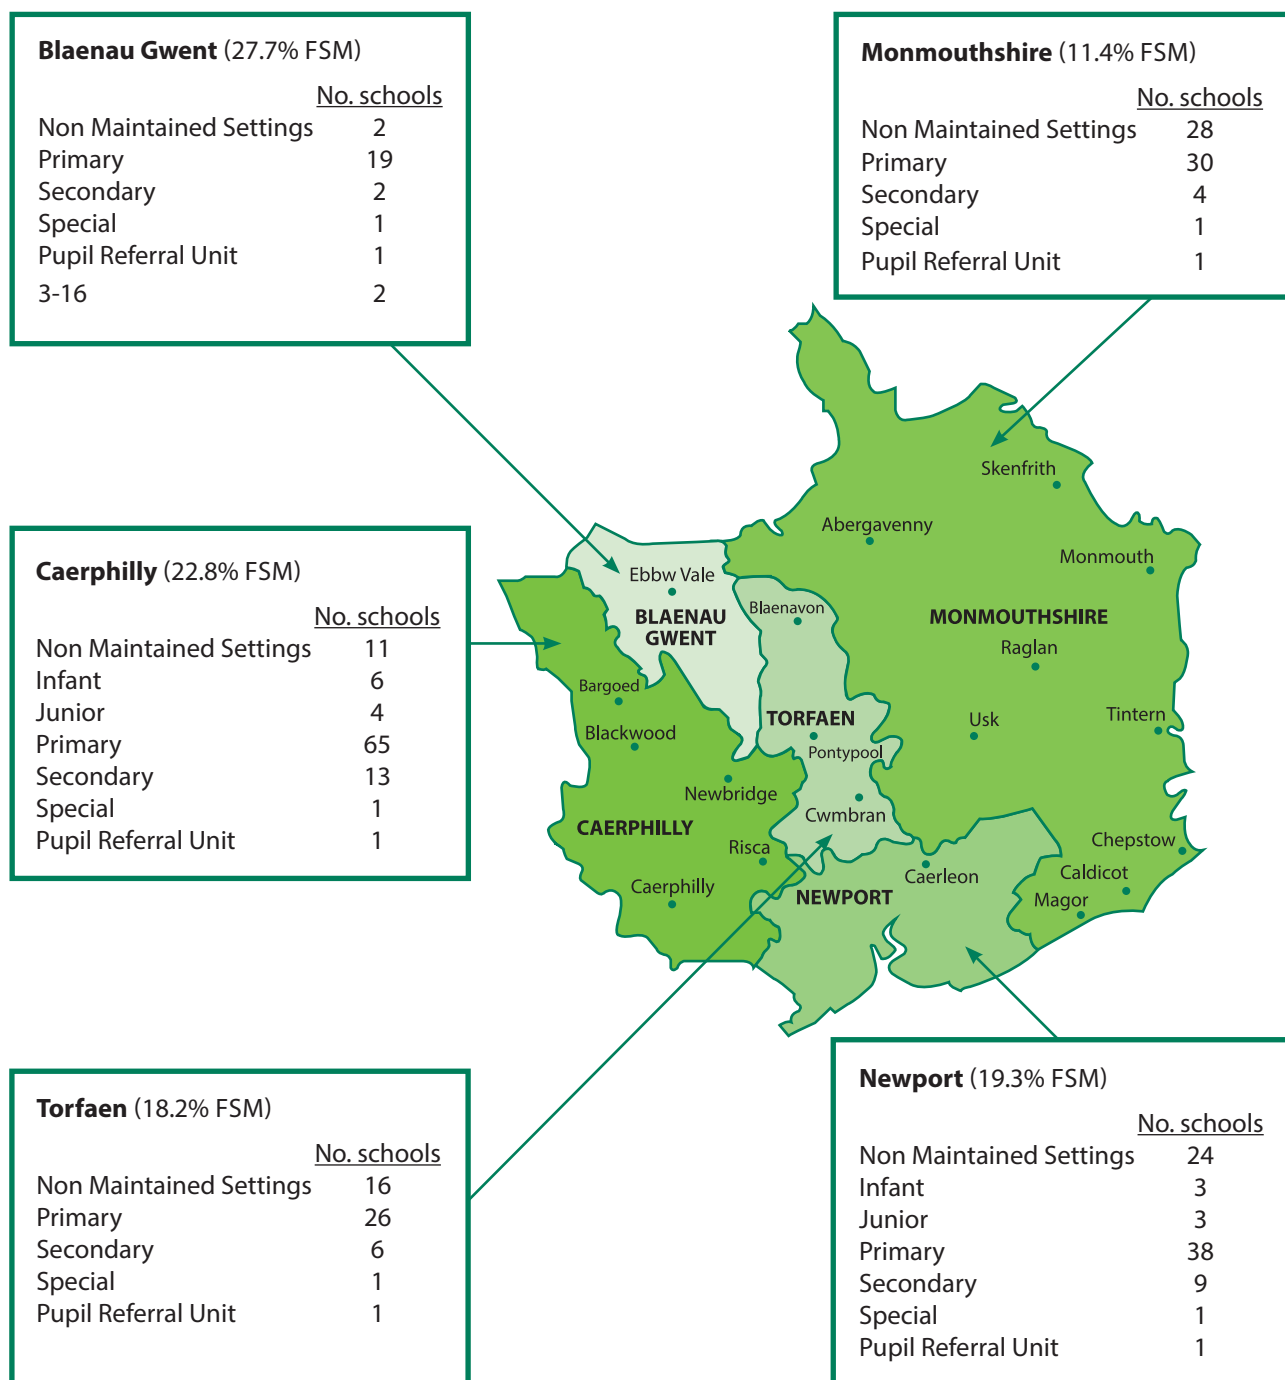 Blaenau Gwent (27.7% FSM)
No. schools
Non Maintained Settings 2
Primary 19
Secondary 2
Special 1
Pupil Referral Unit 1
3-16 2
Monmouthshire (11.4% FSM)
No. schools
Non Maintained Settings 28
Primary 30
Secondary 4
Special 1
Pupil Referral Unit 1
Caerphilly (22.8% FSM)
No. schools
Non Maintained Settings 11
Infant 6
Junior 4
Primary 65
Secondary 13
Special 1
Pupil Referral Unit 1
Skenfrith
Abergavenny
Monmouth
Ebbw Vale
Blaenavon
BLAENAU
GWENT
MONMOUTHSHIRE
Raglan
Bargoed
TORFAEN
Usk
Tintern
Blackwood
Pontypool
Newbridge
Cwmbran
CAERPHILLY
Risca
Chepstow
Caerleon
Caldicot
Caerphilly
NEWPORT
Magor
Torfaen (18.2% FSM)
No. schools
Non Maintained Settings 16
Primary 26
Secondary 6
Special 1
Pupil Referral Unit 1
Newport (19.3% FSM)
No. schools
Non Maintained Settings 24
Infant 3
Junior 3
Primary 38
Secondary 9
Special 1
Pupil Referral Unit 1